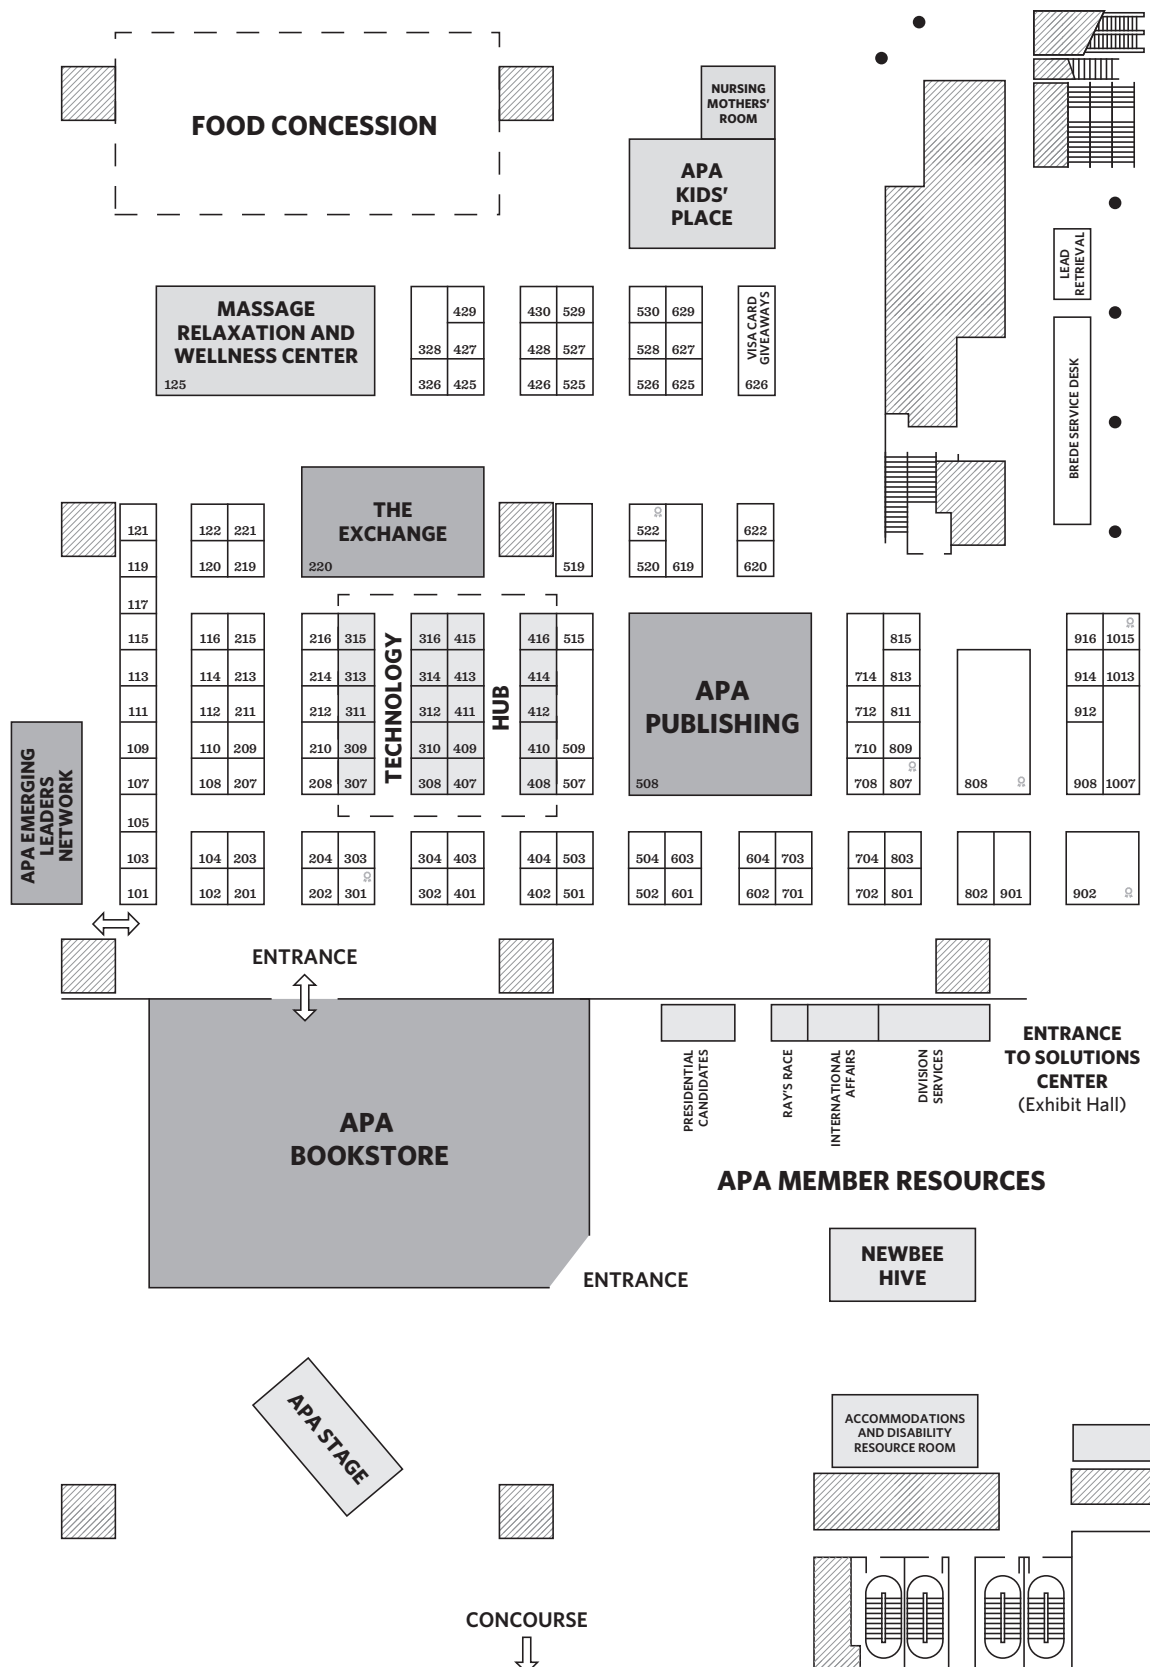 FOOD CONCESSION
NURSING
MOTHERS'
ROOM
APA
KIDS'
PLACE
LEAD
RETRIEVAL
MASSAGE
RELAXATION AND
WELLNESS CENTER
125
429
328 427
326 425
430 529
428 527
426 525
530 629
528 627
526 625
VISA CARD
GIVEAWAYS
626
BREDE SERVICE DESK
THE
EXCHANGE
220
121
119
117
115
113
111
109
107
105
103
101
122 221
120 219
519
522
520 619
622
620
116 215
114 213
112 211
110 209
108 207
216 315
214 313
212 311
210 309
208 307
TECHNOLOGY
HUB
316 415
314 413
312 411
310 409
308 407
416 515
414
412
410 509
408 507
APA
PUBLISHING
508
815
714 813
712 811
710 809
708 807
808
916 1015
914 1013
912
908 1007
APA EMERGING
LEADERS
NETWORK
104 203
102 201
204 303
202 301
304 403
302 401
404 503
402 501
504 603
502 601
604 703
602 701
704 803
702 801
802 901
902
ENTRANCE
APA
BOOKSTORE
PRESIDENTIAL
CANDIDATES
RAY'S RACE
INTERNATIONAL
AFFAIRS
DIVISION
SERVICES
ENTRANCE
TO SOLUTIONS
CENTER
(Exhibit Hall)
APA MEMBER RESOURCES
NEWBEE
HIVE
ENTRANCE
APA STAGE
ACCOMMODATIONS
AND DISABILITY
RESOURCE ROOM
CONCOURSE